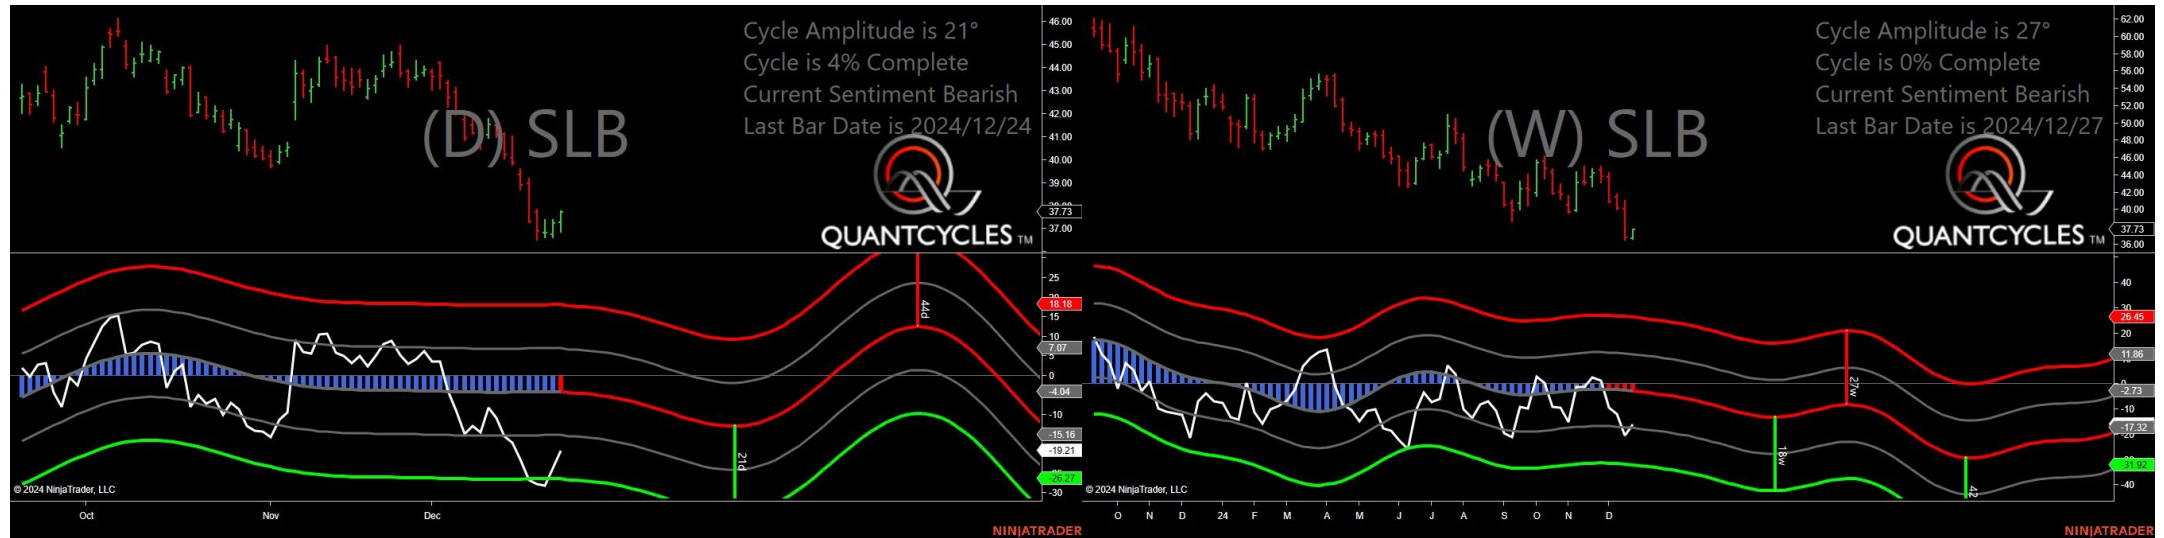 Cycle Amplitude is 21°
Cycle is 4% Complete
Current Sentiment Bearish
Last Bar Date is 2024/12/24
(D) SLB
QUANTCYCLES TM
46.00
45.00
44.00
43.00
42.00
41.00
40.00
39.00
37.73
37.00
25
18.18
15
7.07
5
0
-4.04
-10
-15.16
-19.21
-26.27
-30
44d
21d
© 2024 NinjaTrader, LLC
Oct
Nov
Dec
NINJATRADER
Cycle Amplitude is 27°
Cycle is 0% Complete
Current Sentiment Bearish
Last Bar Date is 2024/12/27
(W) SLB
QUANTCYCLES TM
62.00
60.00
58.00
56.00
54.00
52.00
50.00
48.00
46.00
44.00
42.00
40.00
37.73
36.00
40
30
26.45
20
11.86
-2.73
-10
-17.32
-31.92
-40
27w
18w
42
© 2024 NinjaTrader, LLC
O N D 24 F M A M J J A S O N D
NINJATRADER